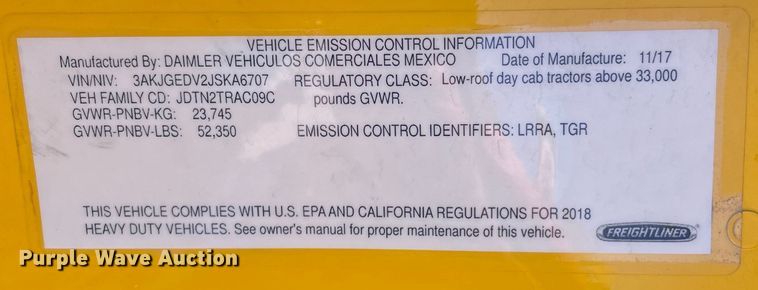 VEHICLE EMISSION CONTROL INFORMATION
Manufactured By: DAIMLER VEHICULOS COMERCIALES MEXICO Date of Manufacture: 11/17
VIN/NIV: 3AKJGEDV2JSKA6707 REGULATORY CLASS: Low-roof day cab tractors above 33,000
VEH FAMILY CD: JDTN2TRAC09C pounds GVWR.
GVWR-PNBV-KG: 23,745
GVWR-PNBV-LBS: 52,350 EMISSION CONTROL IDENTIFIERS: LRRA, TGR
THIS VEHICLE COMPLIES WITH U.S. EPA AND CALIFORNIA REGULATIONS FOR 2018
HEAVY DUTY VEHICLES. See owner's manual for proper maintenance of this vehicle.
FREIGHTLINER
Purple Wave Auction